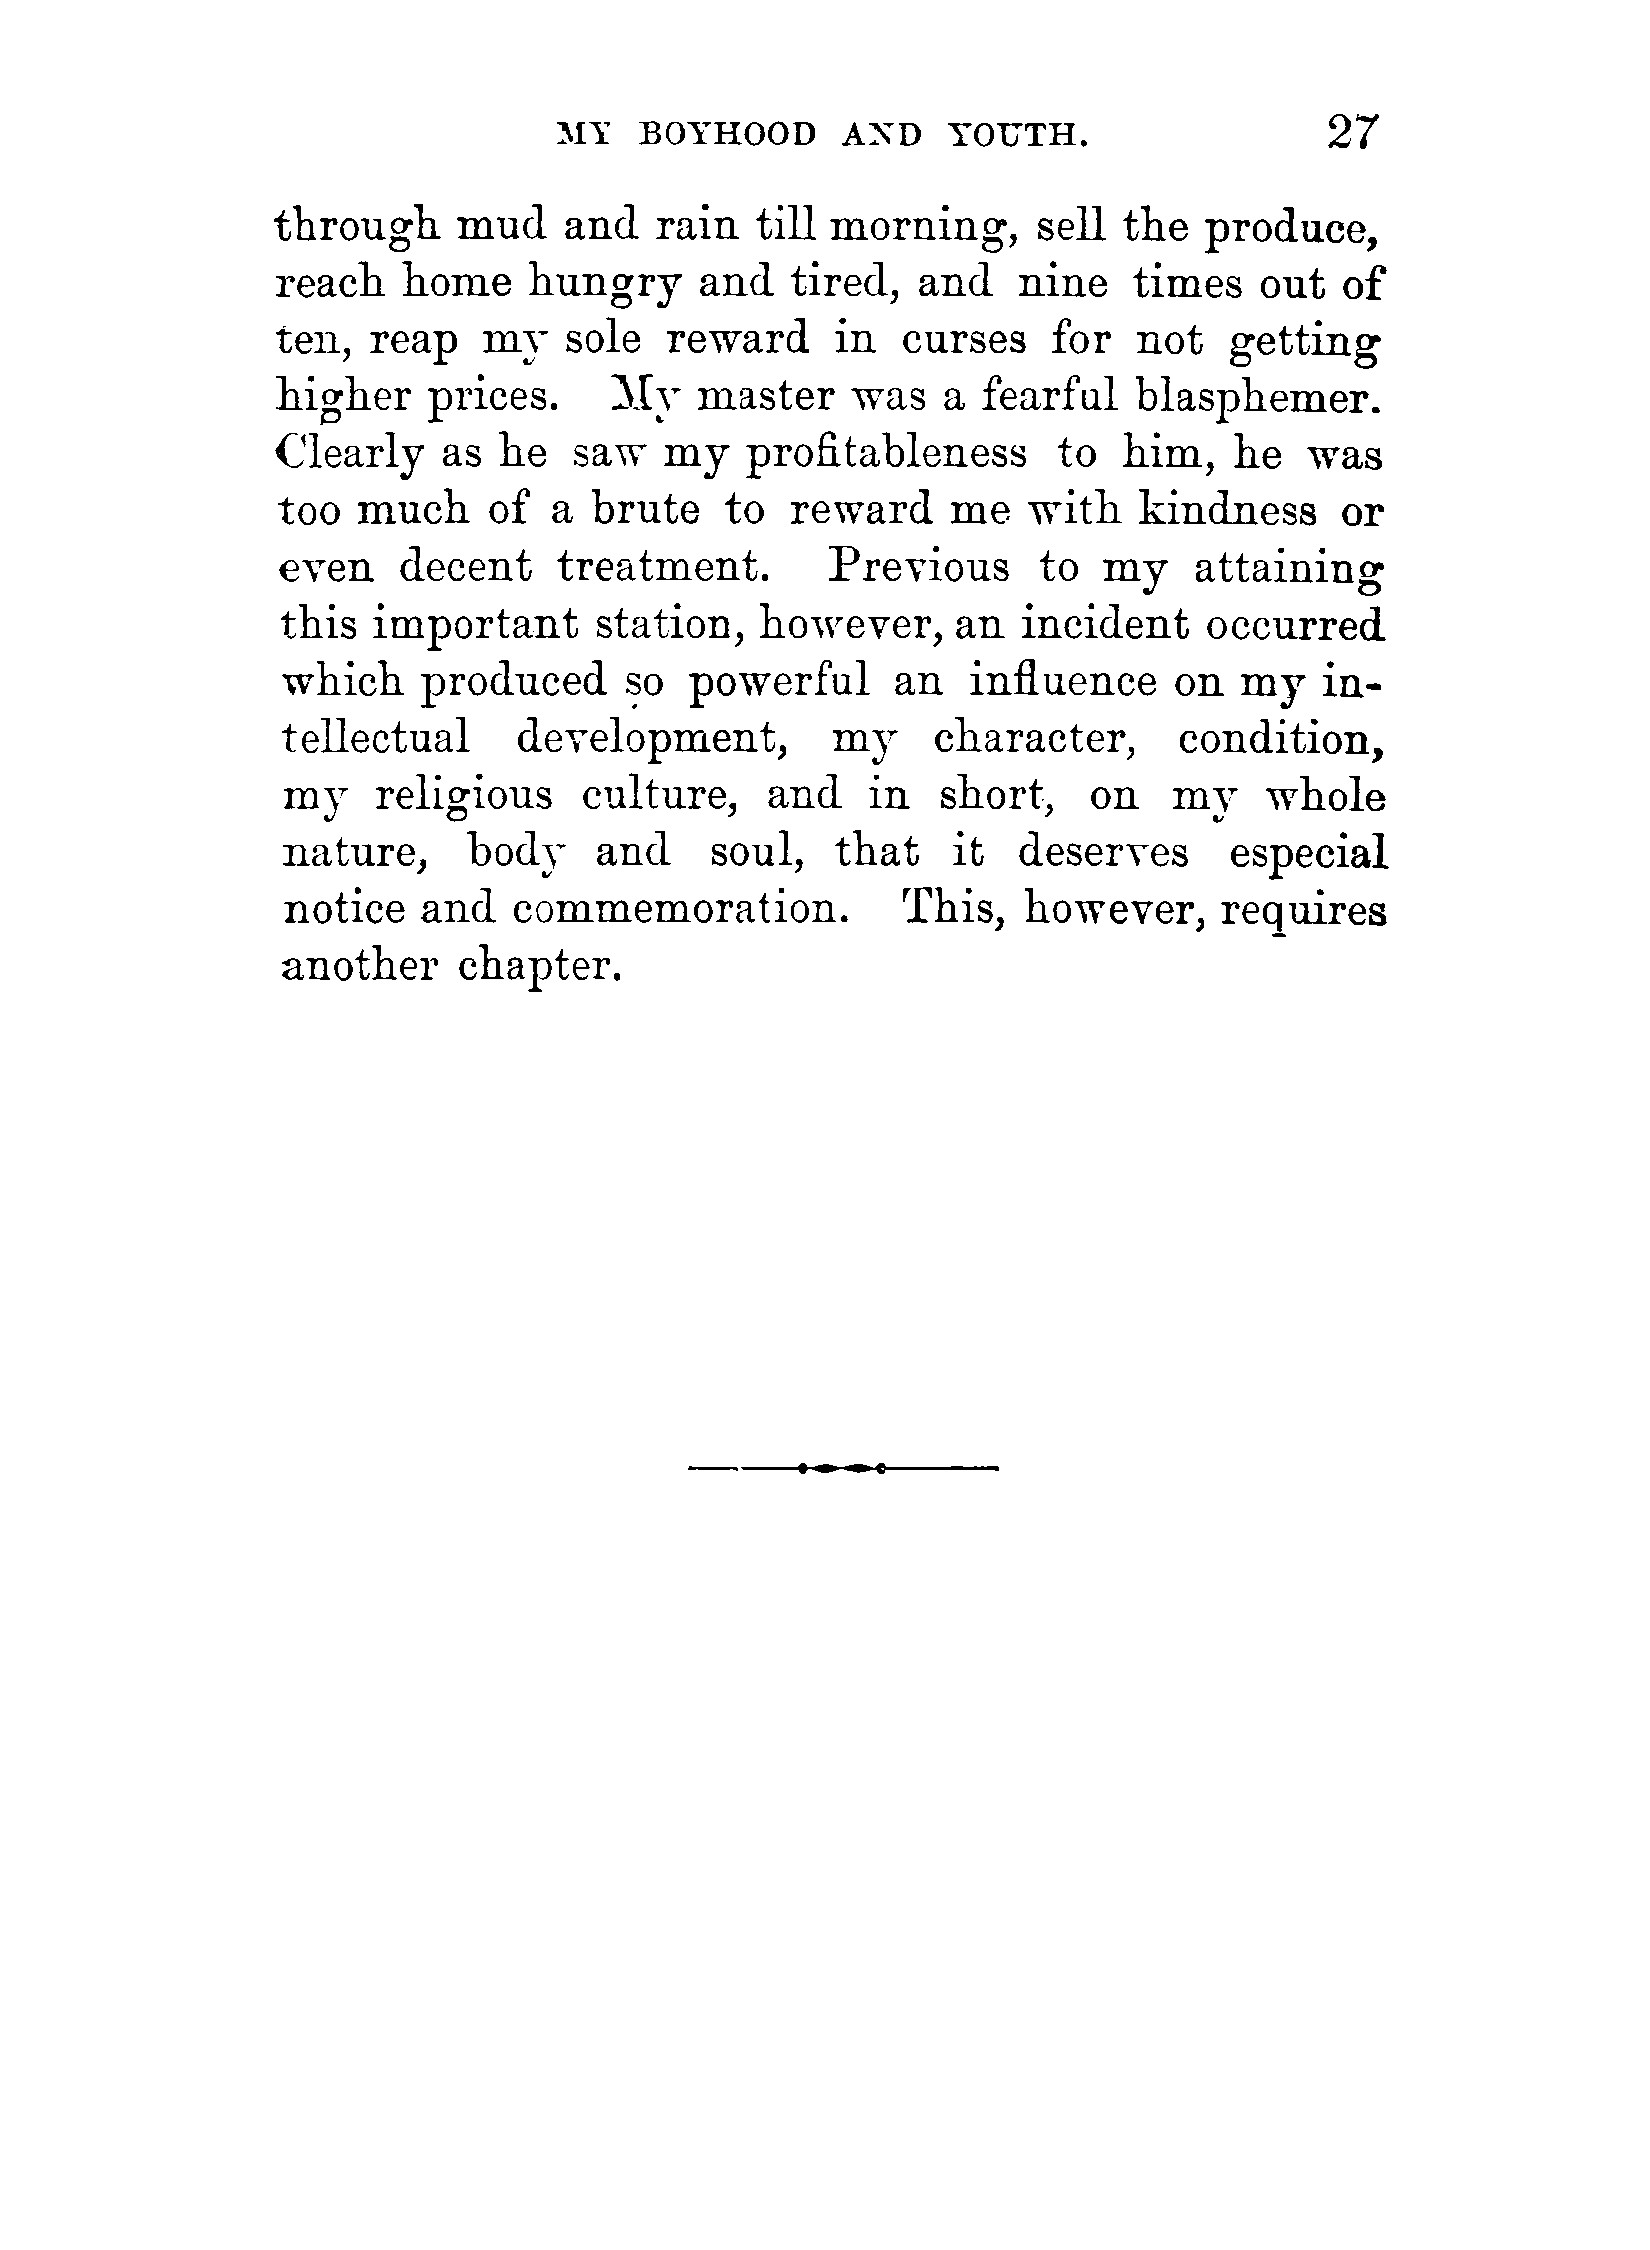 MY BOYHOOD AND YOUTH. 27
through mud and rain till morning, sell the produce,
reach home hungry and tired, and nine times out of
ten, reap my sole reward in curses for not getting
higher prices. My master was a fearful blasphemer.
Clearly as he saw my profitableness to him, he was
too much of a brute to reward me with kindness or
even decent treatment. Previous to my attaining
this important station, however, an incident occurred
which produced so powerful an influence on my in-
tellectual development, my character, condition,
my religious culture, and in short, on my whole
nature, body and soul, that it deserves especial
notice and commemoration. This, however, requires
another chapter.